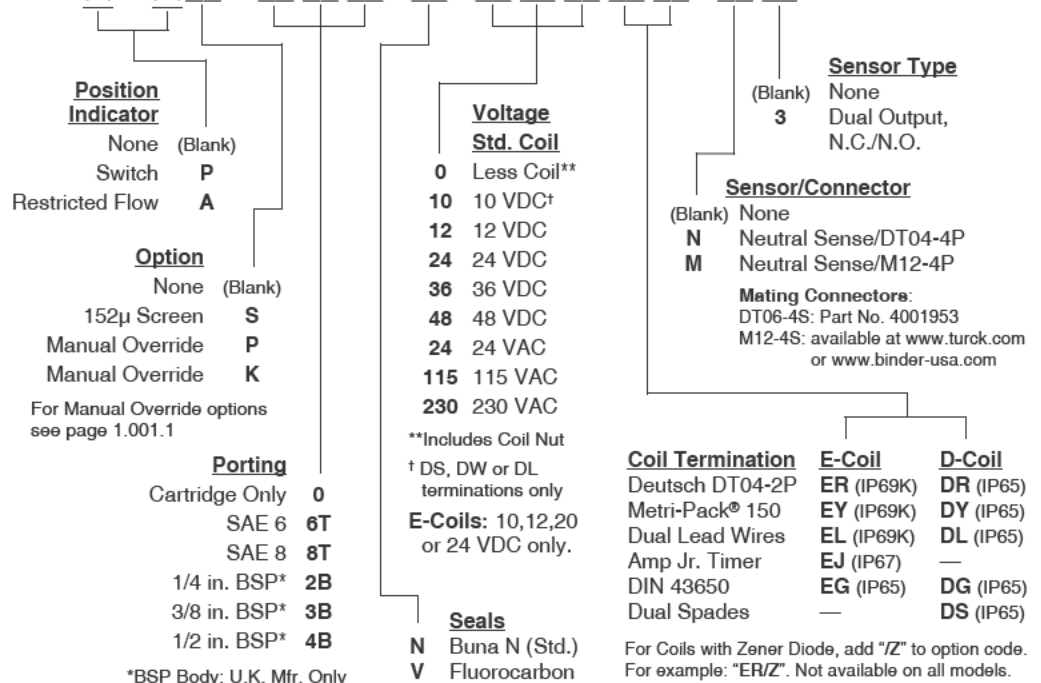 Position
Indicator
None (Blank)
Switch P
Restricted Flow A
Option
None (Blank)
152µ Screen S
Manual Override P
Manual Override K
For Manual Override options
see page 1.001.1
Porting
Cartridge Only 0
SAE 6 6T
SAE 8 8T
1/4 in. BSP* 2B
3/8 in. BSP* 3B
1/2 in. BSP* 4B
*BSP Body: U.K. Mfr. Only
Voltage
Std. Coil
0 Less Coil**
10 10 VDC†
12 12 VDC
24 24 VDC
36 36 VDC
48 48 VDC
24 24 VAC
115 115 VAC
230 230 VAC
**Includes Coil Nut
† DS, DW or DL
terminations only
E-Coils: 10,12,20
or 24 VDC only.
Seals
N Buna N (Std.)
V Fluorocarbon
Sensor Type
(Blank) None
3 Dual Output,
N.C./N.O.
Sensor/Connector
(Blank) None
N Neutral Sense/DT04-4P
M Neutral Sense/M12-4P
Mating Connectors:
DT06-4S: Part No. 4001953
M12-4S: available at www.turck.com
or www.binder-usa.com
Coil Termination E-Coil D-Coil
Deutsch DT04-2P ER (IP69K) DR (IP65)
Metri-Pack® 150 EY (IP69K) DY (IP65)
Dual Lead Wires EL (IP69K) DL (IP65)
Amp Jr. Timer EJ (IP67) —
DIN 43650 EG (IP65) DG (IP65)
Dual Spades — DS (IP65)
For Coils with Zener Diode, add “/Z” to option code.
For example: “ER/Z”. Not available on all models.